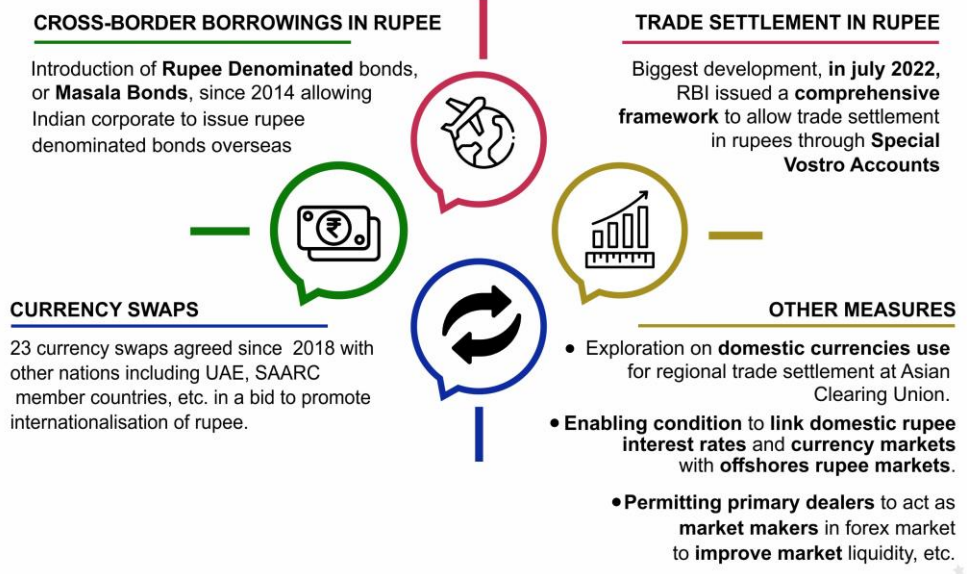 CROSS-BORDER BORROWINGS IN RUPEE
Introduction of Rupee Denominated bonds,
or Masala Bonds, since 2014 allowing
Indian corporate to issue rupee
denominated bonds overseas
TRADE SETTLEMENT IN RUPEE
Biggest development, in july 2022,
RBI issued a comprehensive
framework to allow trade settlement
in rupees through Special
Vostro Accounts
₹
CURRENCY SWAPS
23 currency swaps agreed since 2018 with
other nations including UAE, SAARC
member countries, etc. in a bid to promote
internationalisation of rupee.
OTHER MEASURES
• Exploration on domestic currencies use
for regional trade settlement at Asian
Clearing Union.
• Enabling condition to link domestic rupee
interest rates and currency markets
with offshores rupee markets.
• Permitting primary dealers to act as
market makers in forex market
to improve market liquidity, etc.